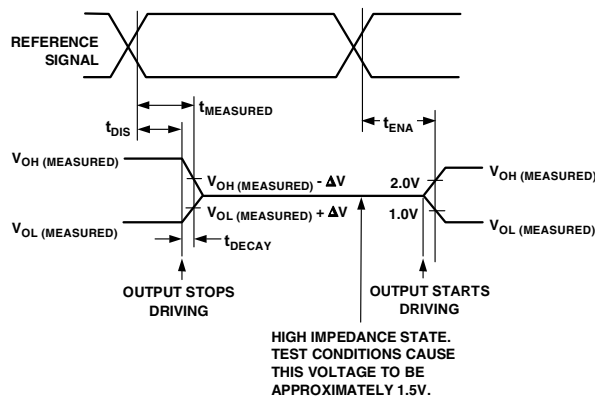 REFERENCE
SIGNAL
tMEASURED
tDIS
tENA
VOH (MEASURED)
VOH (MEASURED) - ΔV
2.0V
VOH (MEASURED)
VOL (MEASURED)
VOL (MEASURED) + ΔV
1.0V
VOL (MEASURED)
tDECAY
OUTPUT STOPS
DRIVING
OUTPUT STARTS
DRIVING
HIGH IMPEDANCE STATE.
TEST CONDITIONS CAUSE
THIS VOLTAGE TO BE
APPROXIMATELY 1.5V.